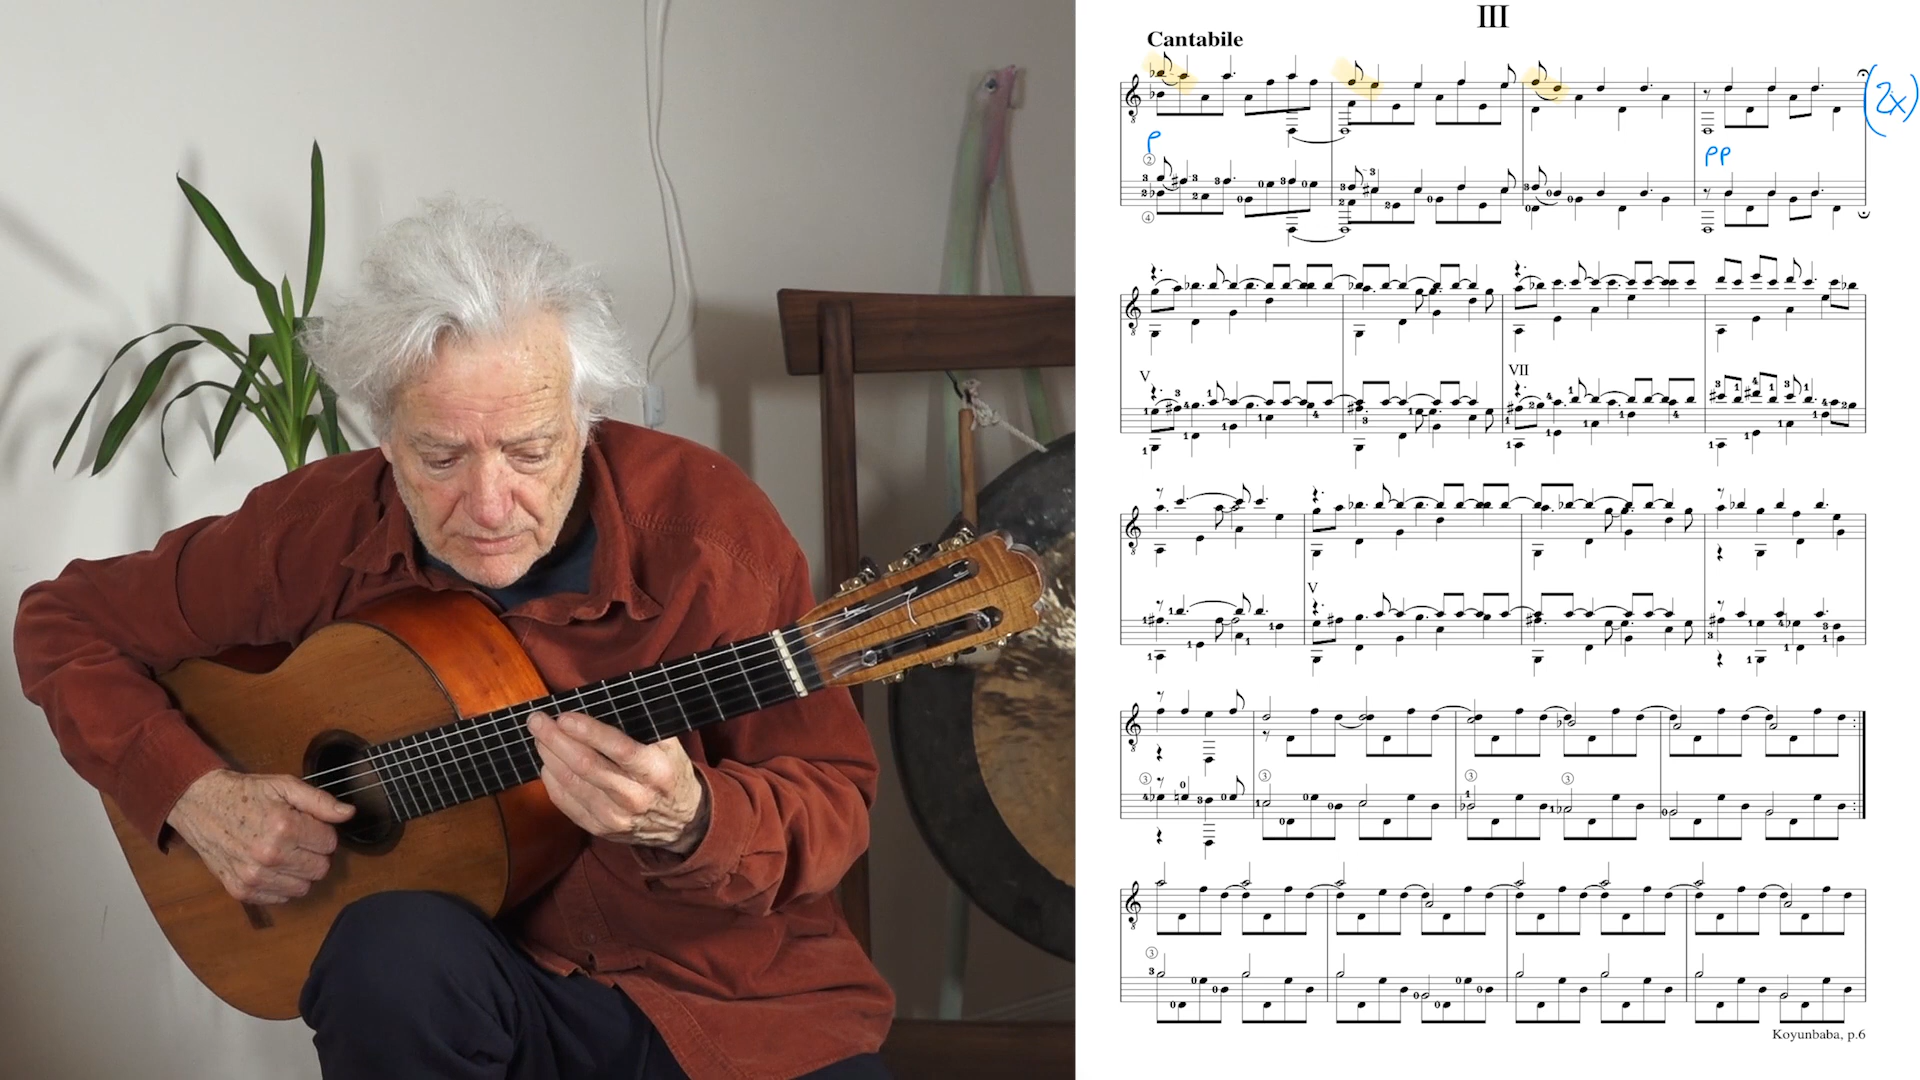 III
Cantabile
(2x)
p
pp
V
VII
V
Koyunbaba, p.6